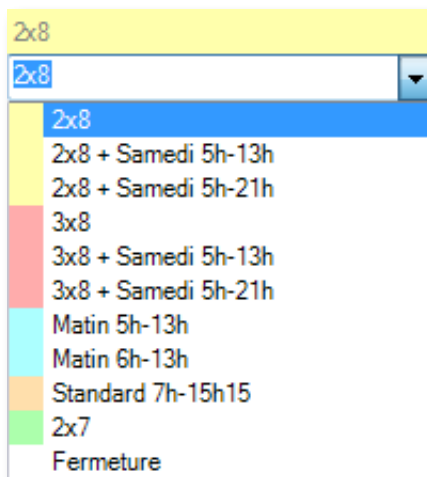 2x8
2x8
2x8
2x8 + Samedi 5h-13h
2x8 + Samedi 5h-21h
3x8
3x8 + Samedi 5h-13h
3x8 + Samedi 5h-21h
Matin 5h-13h
Matin 6h-13h
Standard 7h-15h15
2x7
Fermeture